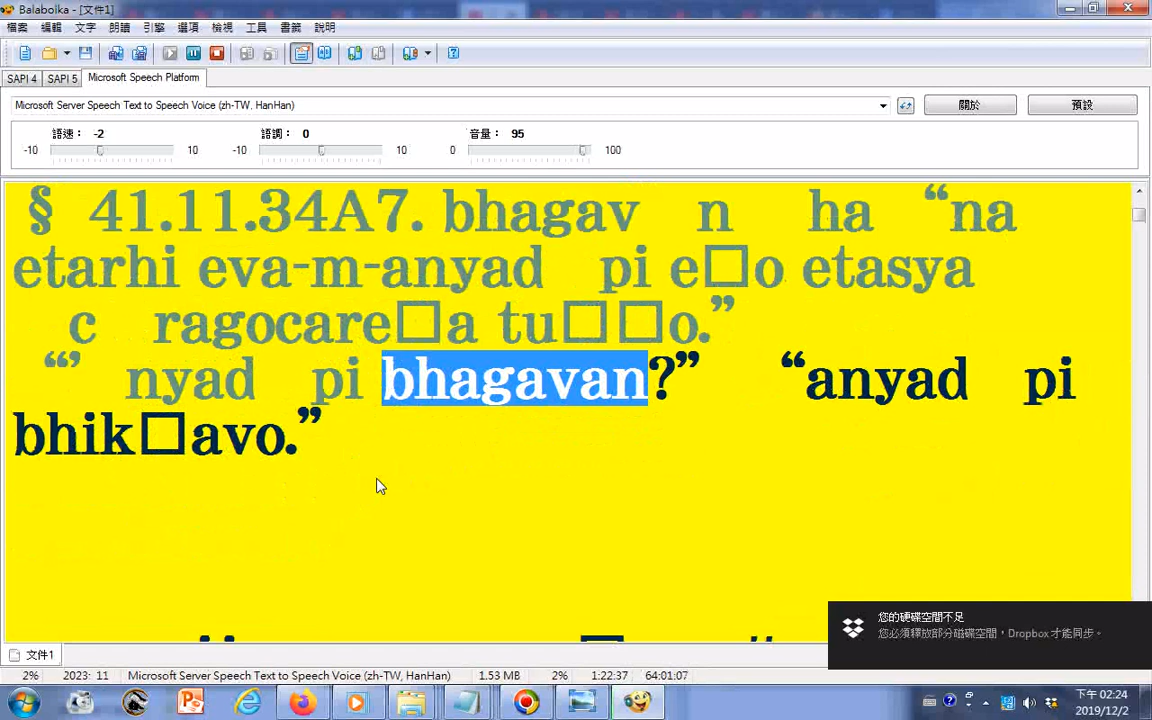 Balabolka - [文件1]
檔案 編輯 文字 朗讀 引擎 選項 檢視 工具 書籤 說明
SAPI 4 SAPI 5 Microsoft Speech Platform
Microsoft Server Speech Text to Speech Voice (zh-TW, HanHan) 關於 預設
語速： -2 語調： 0 音量： 95
-10 10 -10 10 0 100
§ 41.11.34A7. bhagav n ha “na
etarhi eva-m-anyad pi e□o etasya
c ragocare□a tu□□o.”
“’ nyad pi bhagavan?” “anyad pi
bhik□avo.”
您的硬碟空間不足
您必須釋放部分磁碟空間，Dropbox 才能同步。
文件1
2% 2023: 11 Microsoft Server Speech Text to Speech Voice (zh-TW, HanHan) 1.53 MB 2% 1:22:37 64:01:07
下午 02:24
2019/12/2